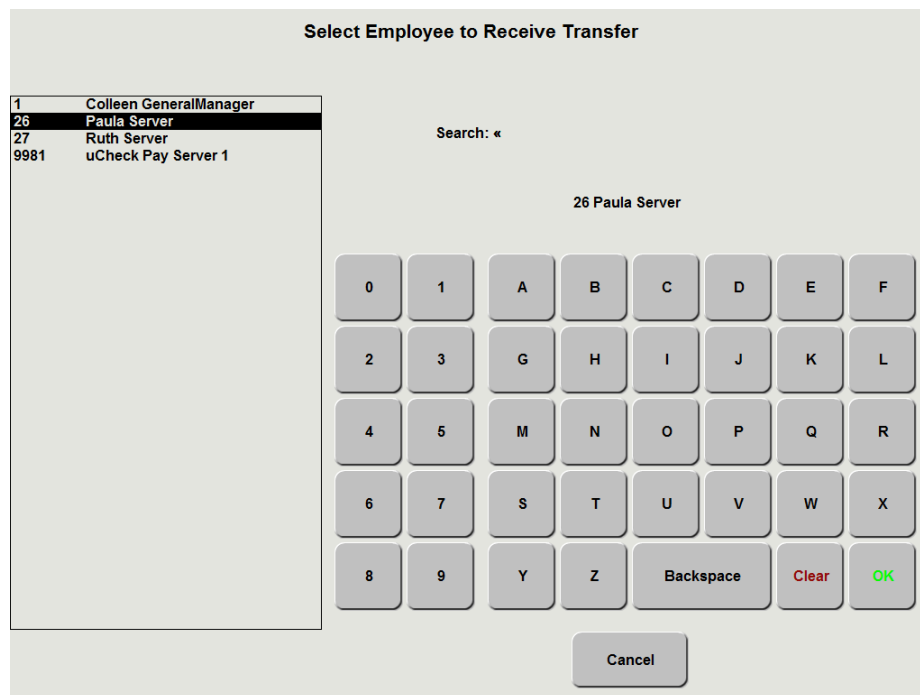 Select Employee to Receive Transfer
1 Colleen GeneralManager
26 Paula Server
27 Ruth Server
9981 uCheck Pay Server 1
Search: «
26 Paula Server
0 1 A B C D E F
2 3 G H I J K L
4 5 M N O P Q R
6 7 S T U V W X
8 9 Y Z Backspace Clear OK
Cancel